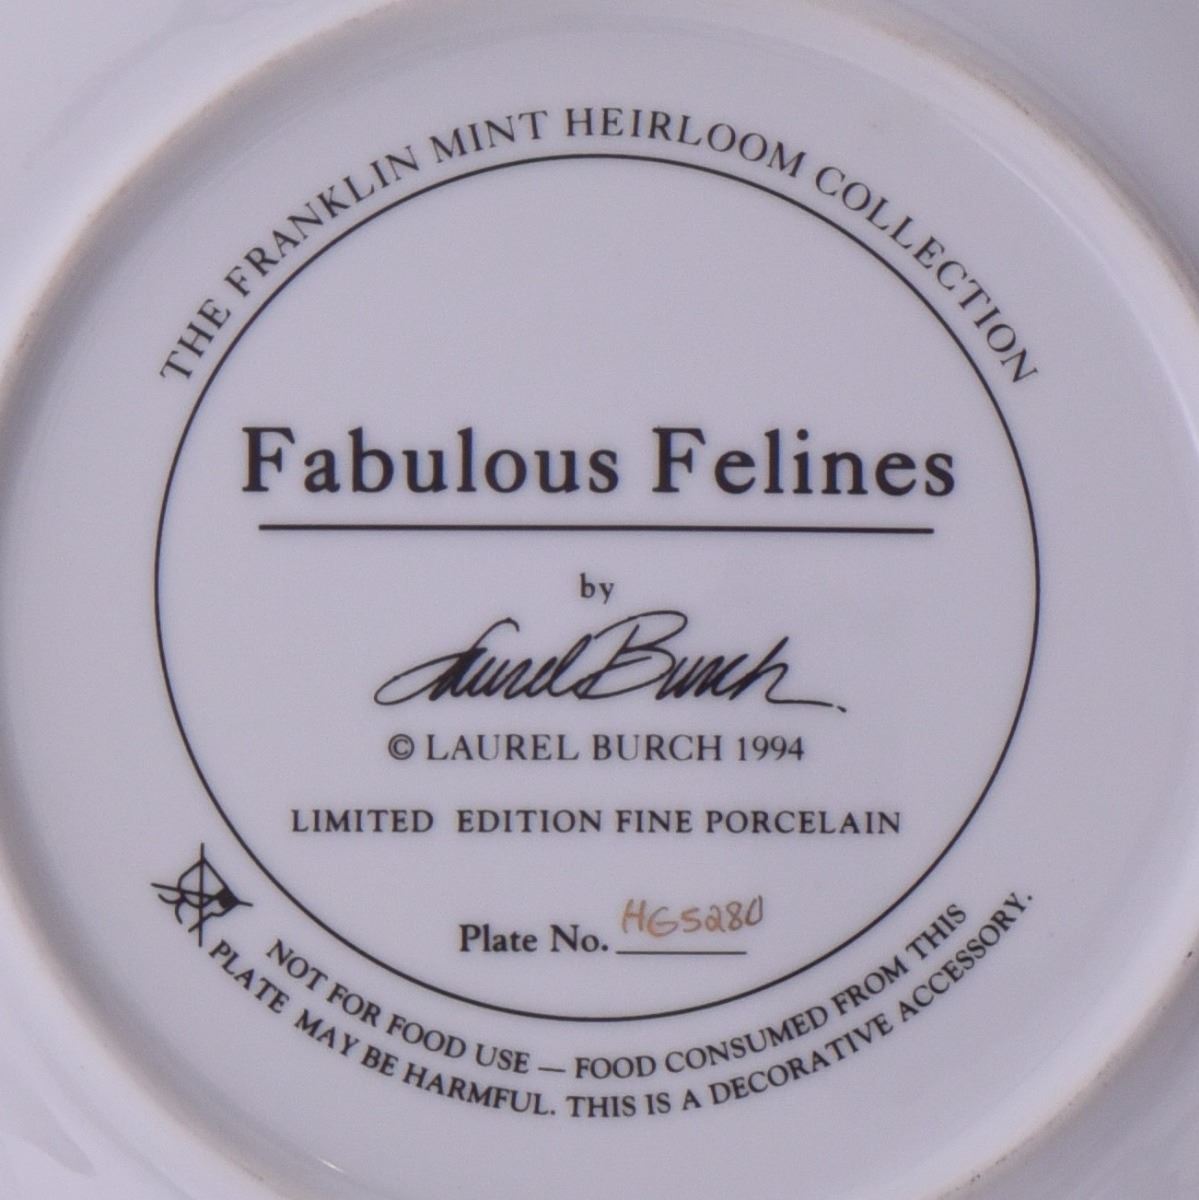 THE FRANKLIN MINT HEIRLOOM COLLECTION
Fabulous Felines
by
Laurel Burch
© LAUREL BURCH 1994
LIMITED EDITION FINE PORCELAIN
Plate No. HG5280
NOT FOR FOOD USE — FOOD CONSUMED FROM THIS
PLATE MAY BE HARMFUL. THIS IS A DECORATIVE ACCESSORY.